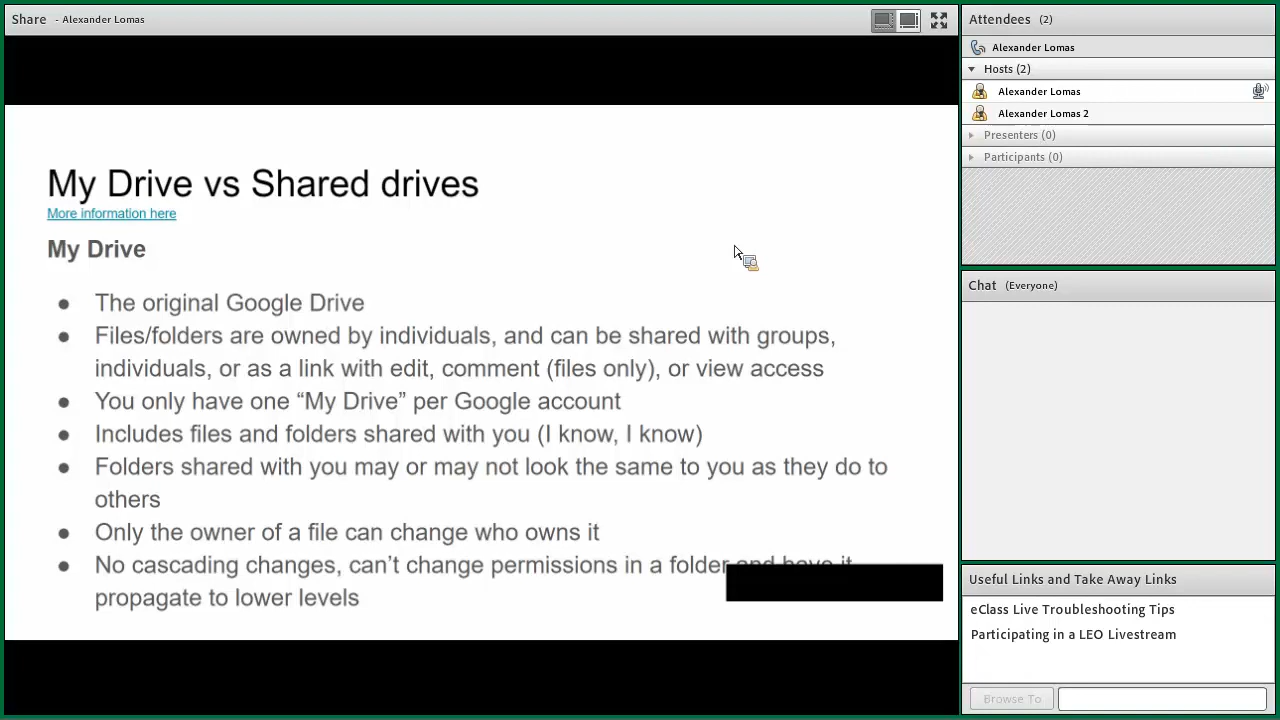 Share - Alexander Lomas
My Drive vs Shared drives
More information here
My Drive
● The original Google Drive
● Files/folders are owned by individuals, and can be shared with groups,
individuals, or as a link with edit, comment (files only), or view access
● You only have one “My Drive” per Google account
● Includes files and folders shared with you (I know, I know)
● Folders shared with you may or may not look the same to you as they do to
others
● Only the owner of a file can change who owns it
● No cascading changes, can’t change permissions in a folder and have it
propagate to lower levels
Attendees (2)
Alexander Lomas
Hosts (2)
Alexander Lomas
Alexander Lomas 2
Presenters (0)
Participants (0)
Chat (Everyone)
Useful Links and Take Away Links
eClass Live Troubleshooting Tips
Participating in a LEO Livestream
Browse To